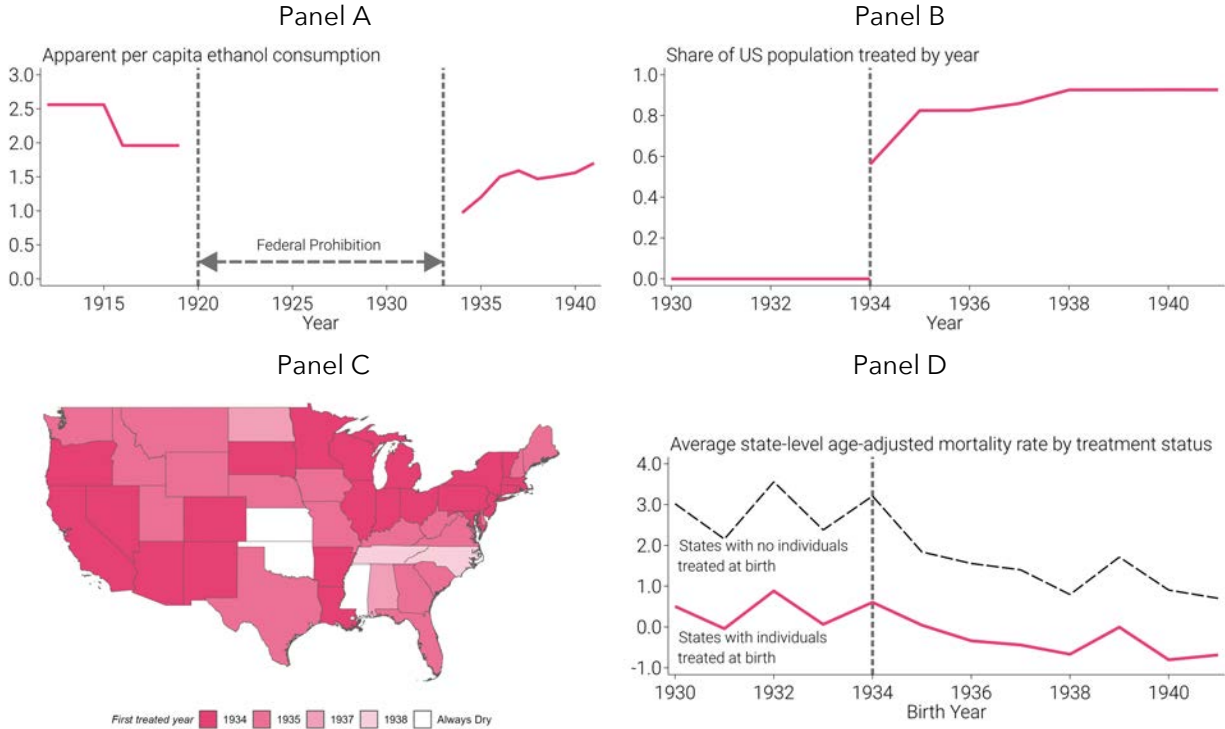 Panel A
Apparent per capita ethanol consumption
3.0
2.5
2.0
1.5
1.0
0.5
0.0
Federal Prohibition
1915 1920 1925 1930 1935 1940
Year
Panel B
Share of US population treated by year
1.0
0.8
0.6
0.4
0.2
0.0
1930 1932 1934 1936 1938 1940
Year
Panel C
First treated year 1934 1935 1937 1938 Always Dry
Panel D
Average state-level age-adjusted mortality rate by treatment status
4.0
3.0
2.0
1.0
0.0
-1.0
States with no individuals
treated at birth
States with individuals
treated at birth
1930 1932 1934 1936 1938 1940
Birth Year